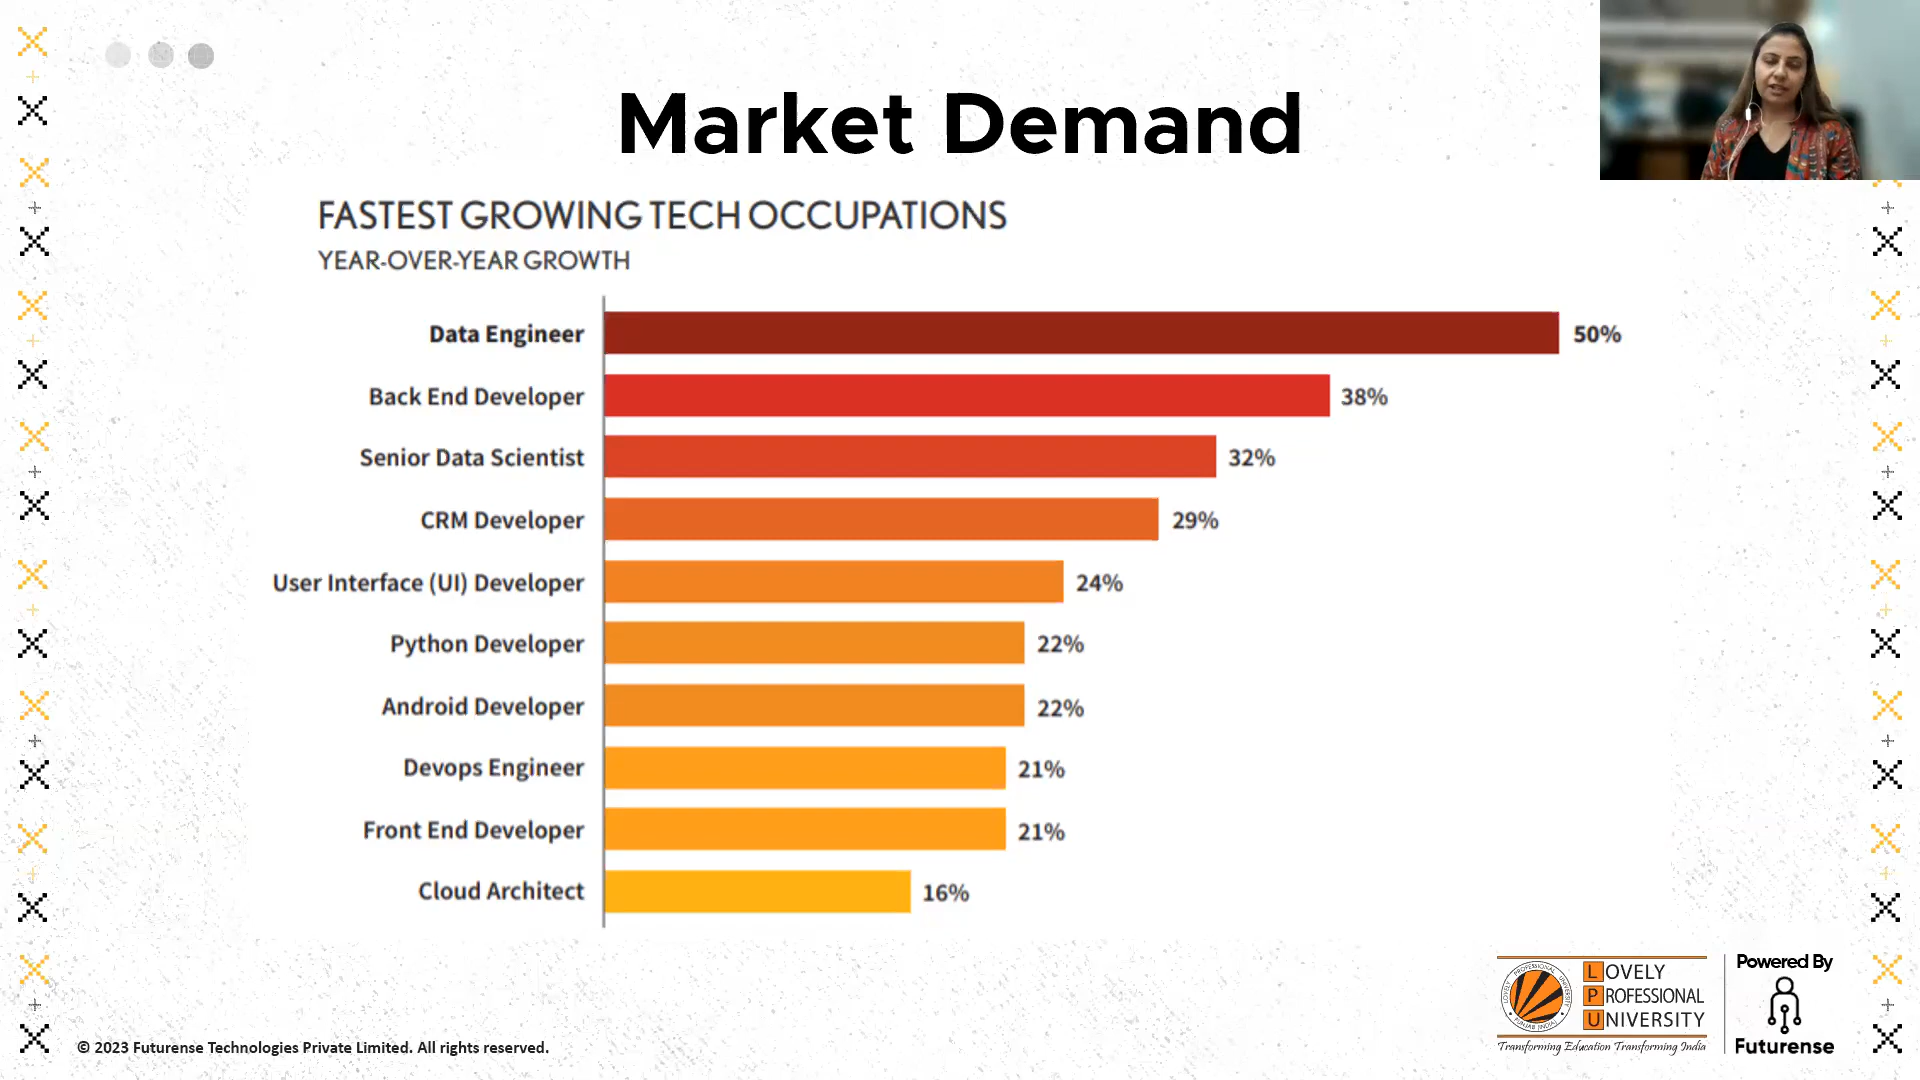 Market Demand
FASTEST GROWING TECH OCCUPATIONS
YEAR-OVER-YEAR GROWTH
Data Engineer 50%
Back End Developer 38%
Senior Data Scientist 32%
CRM Developer 29%
User Interface (UI) Developer 24%
Python Developer 22%
Android Developer 22%
Devops Engineer 21%
Front End Developer 21%
Cloud Architect 16%
LOVELY
PROFESSIONAL
UNIVERSITY
Transforming Education Transforming India
Powered By
Futurense
© 2023 Futurense Technologies Private Limited. All rights reserved.